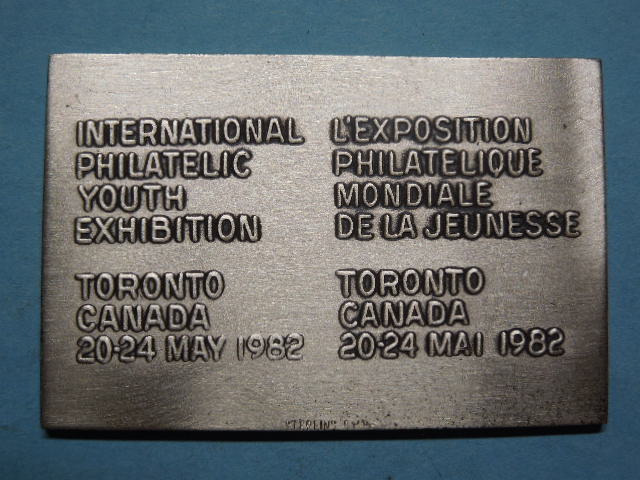 INTERNATIONAL
PHILATELIC
YOUTH
EXHIBITION
TORONTO
CANADA
20-24 MAY 1982
L'EXPOSITION
PHILATELIQUE
MONDIALE
DE LA JEUNESSE
TORONTO
CANADA
20-24 MAI 1982
STERLING